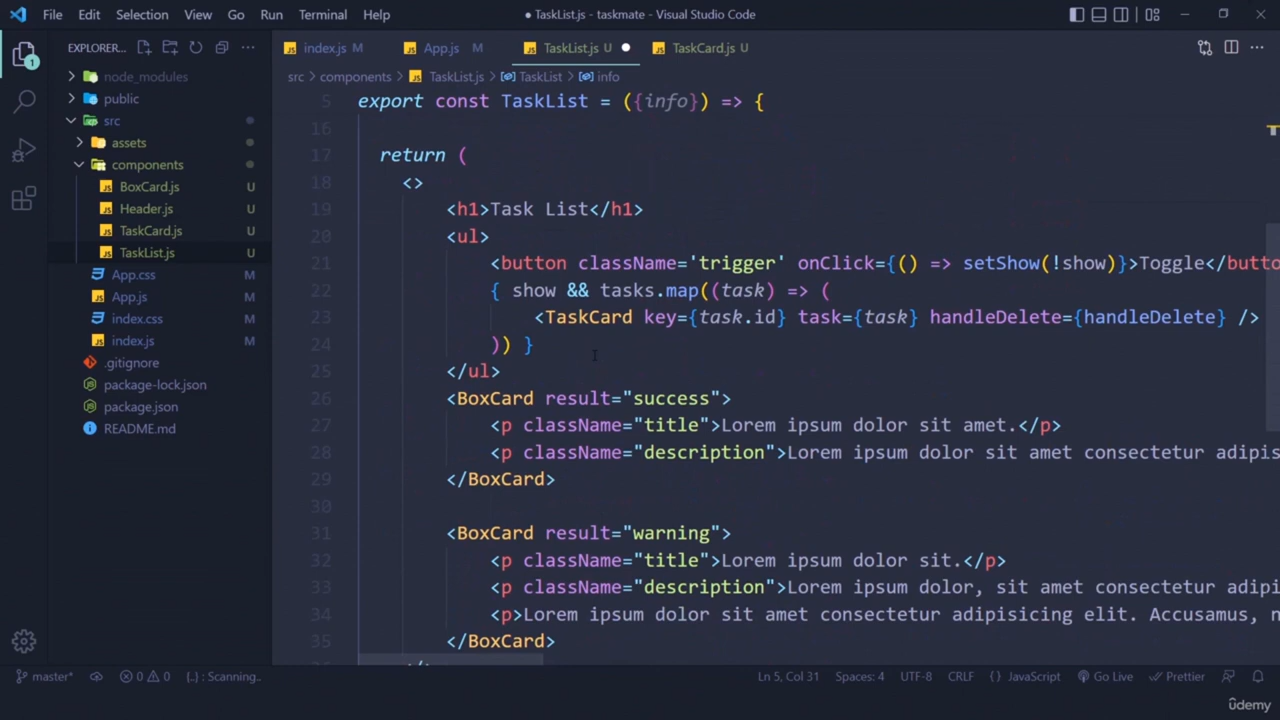 File Edit Selection View Go Run Terminal Help
● TaskList.js - taskmate - Visual Studio Code
EXPLORER...
index.js M App.js M TaskList.js U TaskCard.js U
src > components > TaskList.js > TaskList > info
node_modules
public
src
assets
components
BoxCard.js U
Header.js U
TaskCard.js U
TaskList.js U
App.css M
App.js M
index.css M
index.js M
.gitignore
package-lock.json
package.json
README.md
1
5 export const TaskList = ({info}) => {
16
17 return (
18 <>
19 <h1>Task List</h1>
20 <ul>
21 <button className='trigger' onClick={() => setShow(!show)}>Toggle</butto
22 { show && tasks.map((task) => (
23 <TaskCard key={task.id} task={task} handleDelete={handleDelete} />
24 )) }
25 </ul>
26 <BoxCard result="success">
27 <p className="title">Lorem ipsum dolor sit amet.</p>
28 <p className="description">Lorem ipsum dolor sit amet consectetur adipis
29 </BoxCard>
30
31 <BoxCard result="warning">
32 <p className="title">Lorem ipsum dolor sit.</p>
33 <p className="description">Lorem ipsum dolor, sit amet consectetur adipi
34 <p>Lorem ipsum dolor sit amet consectetur adipisicing elit. Accusamus, n
35 </BoxCard>
master* 0 0 {..} : Scanning.. Ln 5, Col 31 Spaces: 4 UTF-8 CRLF {} JavaScript Go Live Prettier
ûdemy